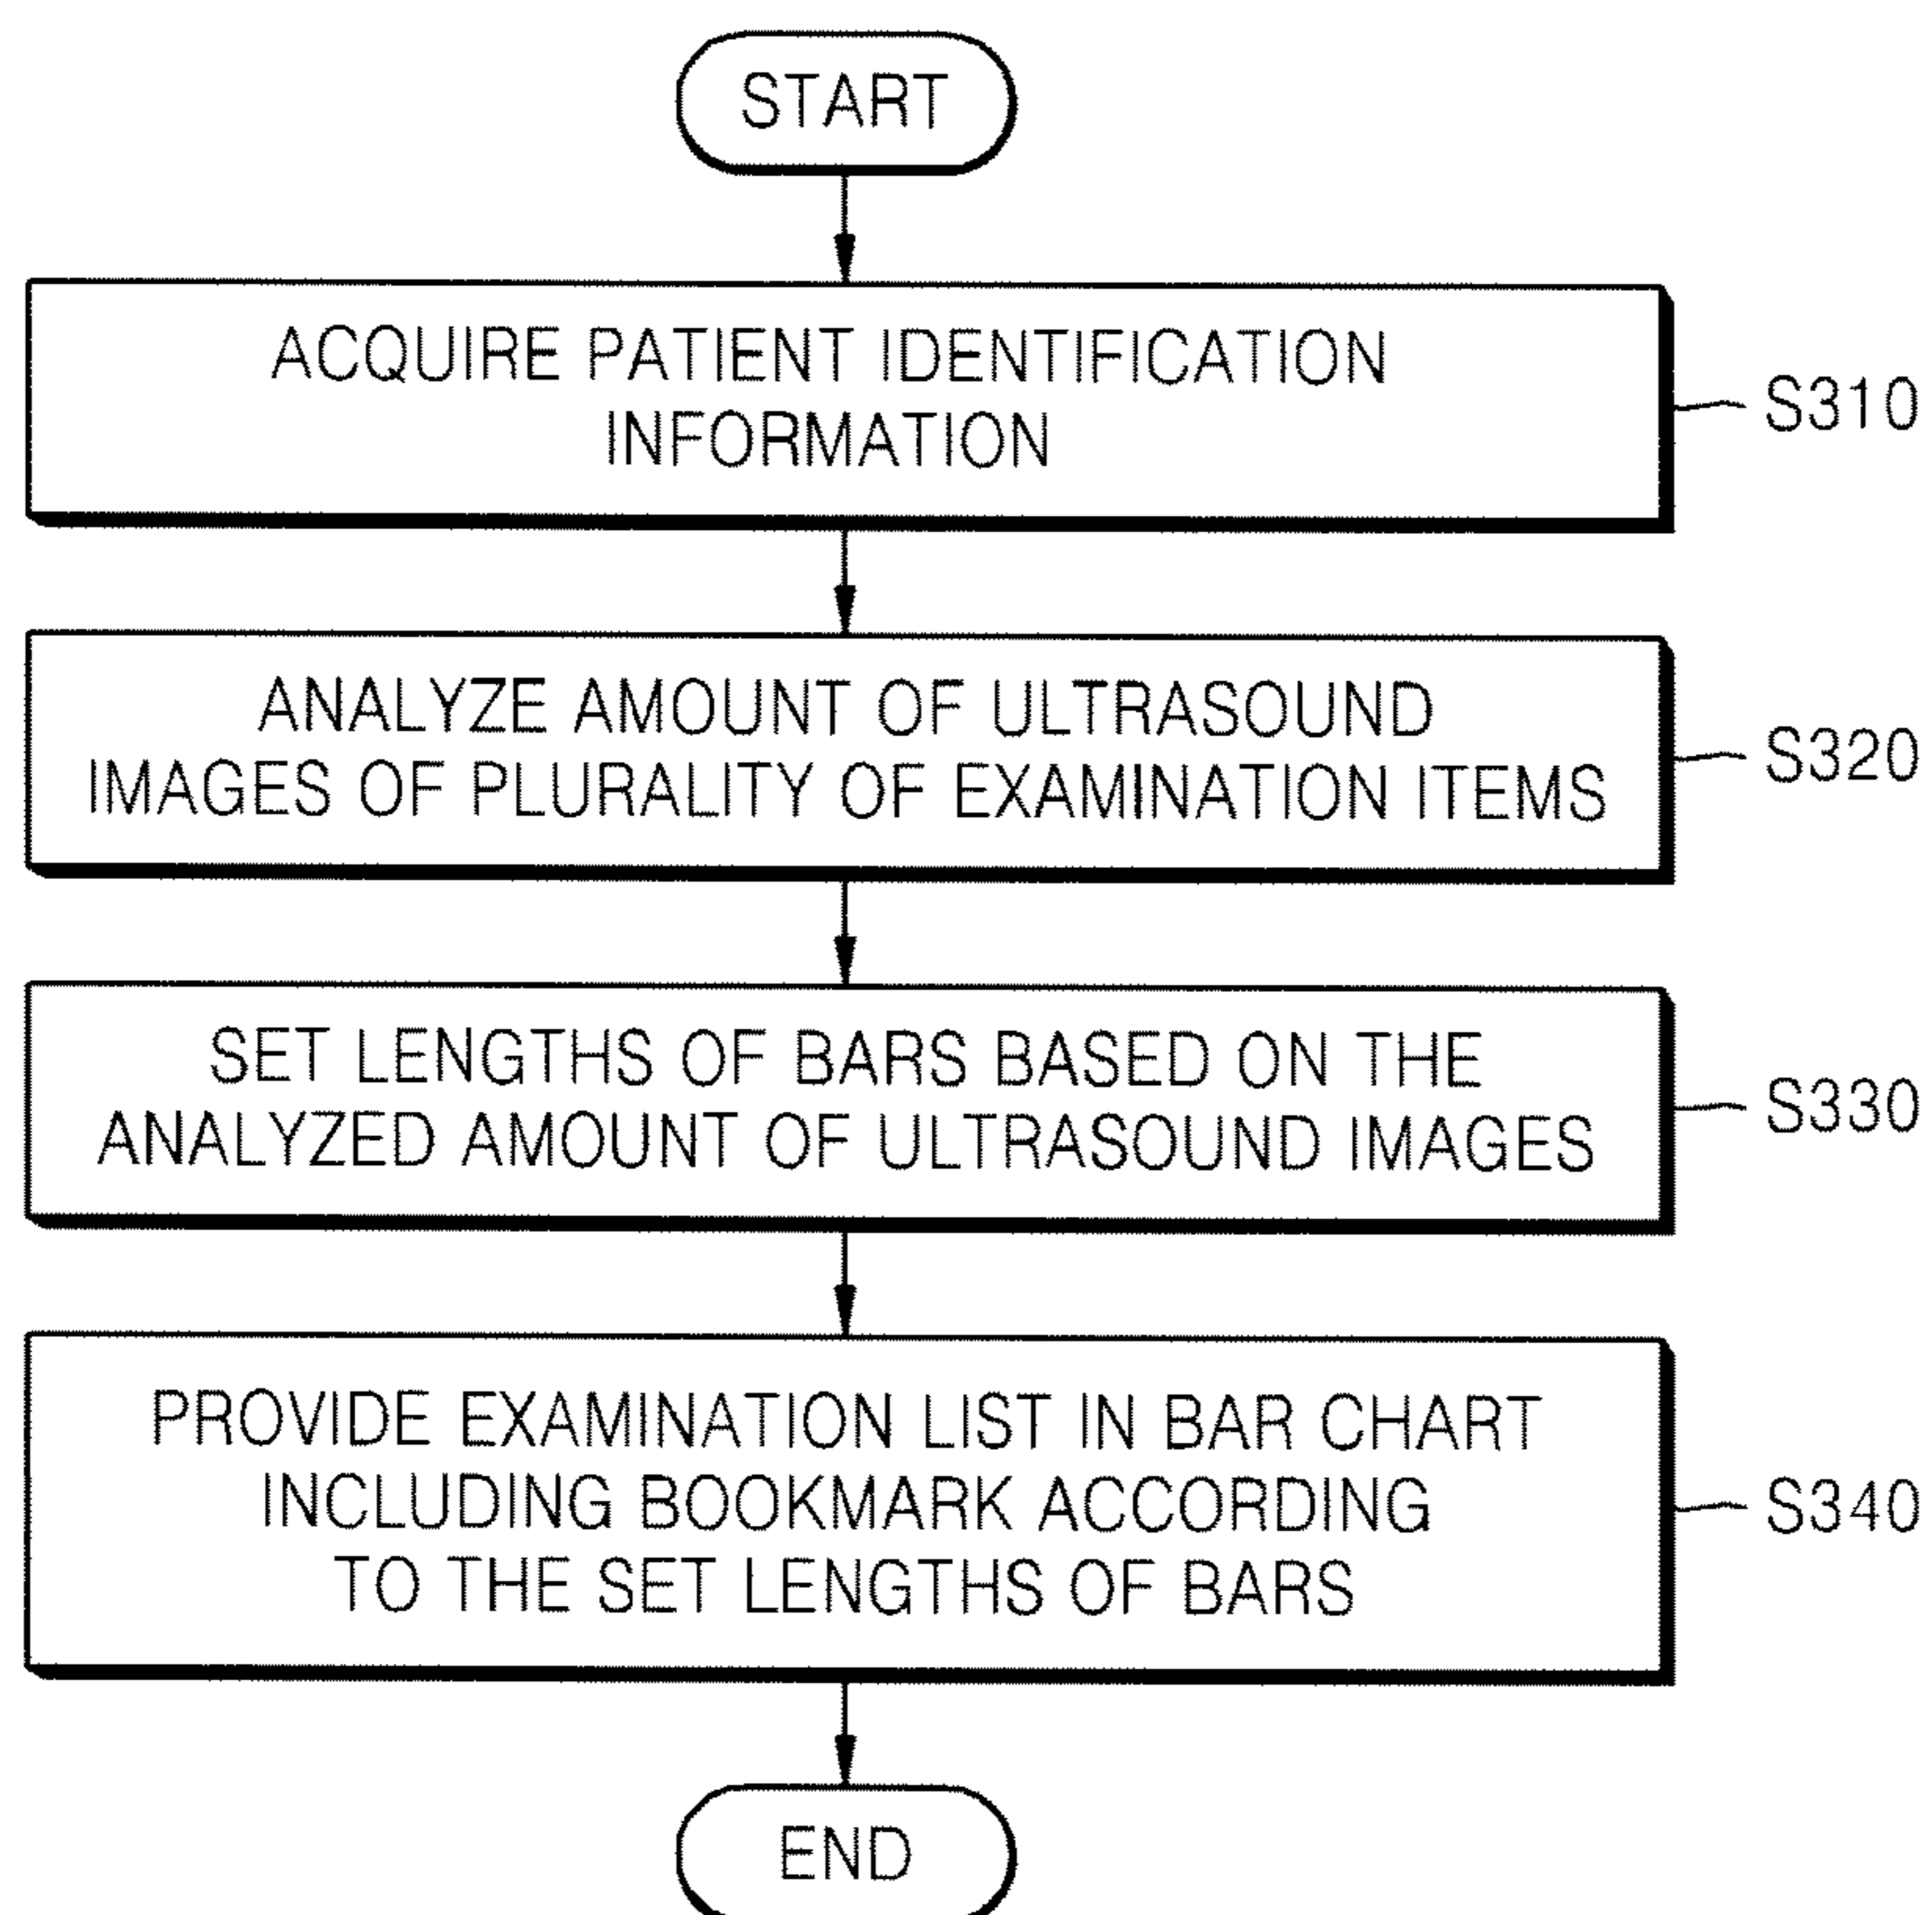 START
ACQUIRE PATIENT IDENTIFICATION
INFORMATION
S310
ANALYZE AMOUNT OF ULTRASOUND
IMAGES OF PLURALITY OF EXAMINATION ITEMS
S320
SET LENGTHS OF BARS BASED ON THE
ANALYZED AMOUNT OF ULTRASOUND IMAGES
S330
PROVIDE EXAMINATION LIST IN BAR CHART
INCLUDING BOOKMARK ACCORDING
TO THE SET LENGTHS OF BARS
S340
END